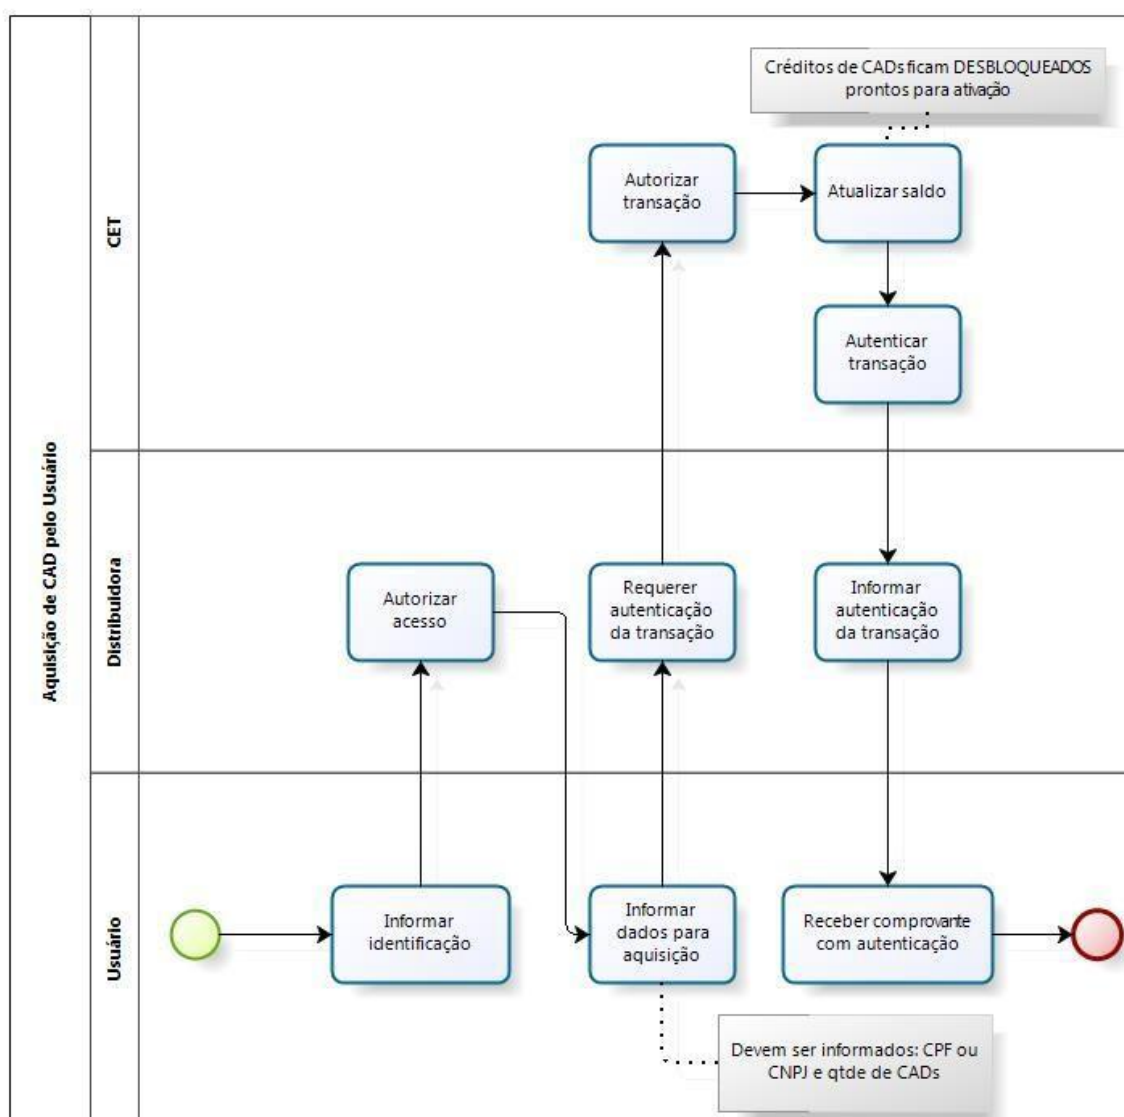 Aquisição de CAD pelo Usuário
CET
Créditos de CADs ficam DESBLOQUEADOS
prontos para ativação
Autorizar
transação
Atualizar saldo
Autenticar
transação
Distribuidora
Autorizar
acesso
Requerer
autenticação
da transação
Informar
autenticação
da transação
Usuário
Informar
identificação
Informar
dados para
aquisição
Receber comprovante
com autenticação
Devem ser informados: CPF ou
CNPJ e qtde de CADs